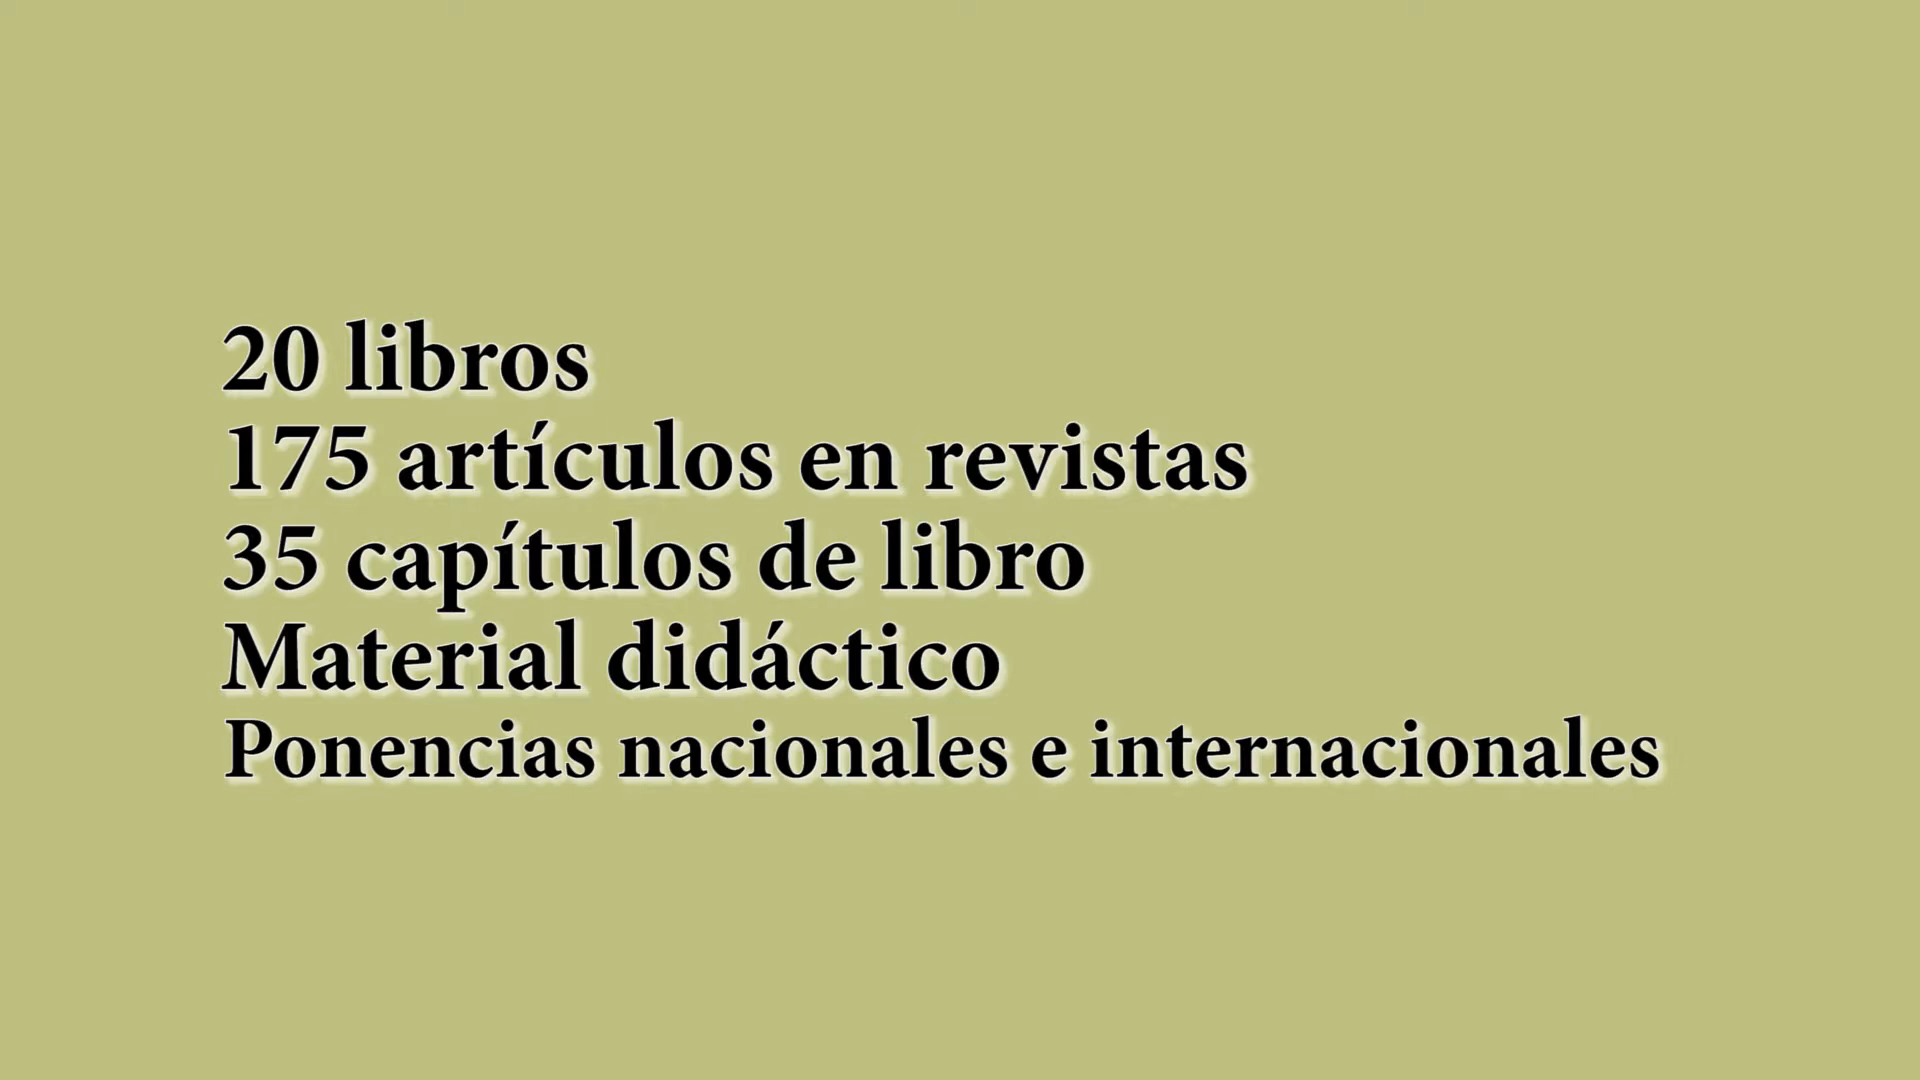 20 libros
175 artículos en revistas
35 capítulos de libro
Material didáctico
Ponencias nacionales e internacionales